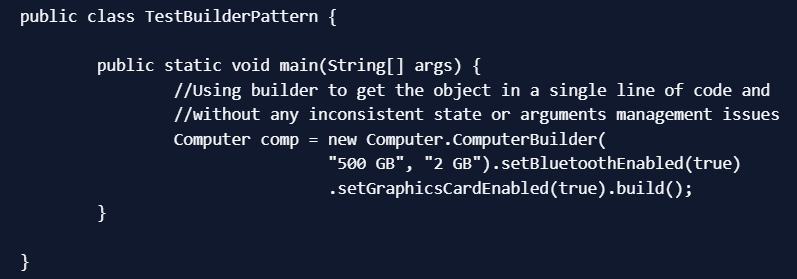 public class TestBuilderPattern {
public static void main(String[] args) {
//Using builder to get the object in a single line of code and
//without any inconsistent state or arguments management issues
Computer comp = new Computer.ComputerBuilder(
"500 GB", "2 GB").setBluetoothEnabled(true)
.setGraphicsCardEnabled(true).build();
}
}